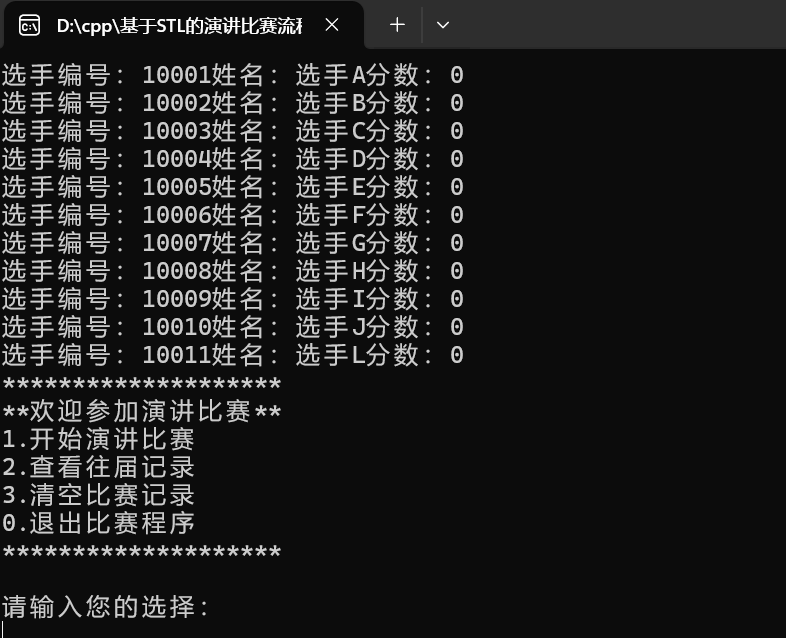 D:\cpp\基于STL的演讲比赛流程
选手编号：10001姓名：选手A分数：0
选手编号：10002姓名：选手B分数：0
选手编号：10003姓名：选手C分数：0
选手编号：10004姓名：选手D分数：0
选手编号：10005姓名：选手E分数：0
选手编号：10006姓名：选手F分数：0
选手编号：10007姓名：选手G分数：0
选手编号：10008姓名：选手H分数：0
选手编号：10009姓名：选手I分数：0
选手编号：10010姓名：选手J分数：0
选手编号：10011姓名：选手L分数：0
********************
**欢迎参加演讲比赛**
1.开始演讲比赛
2.查看往届记录
3.清空比赛记录
0.退出比赛程序
********************
请输入您的选择：